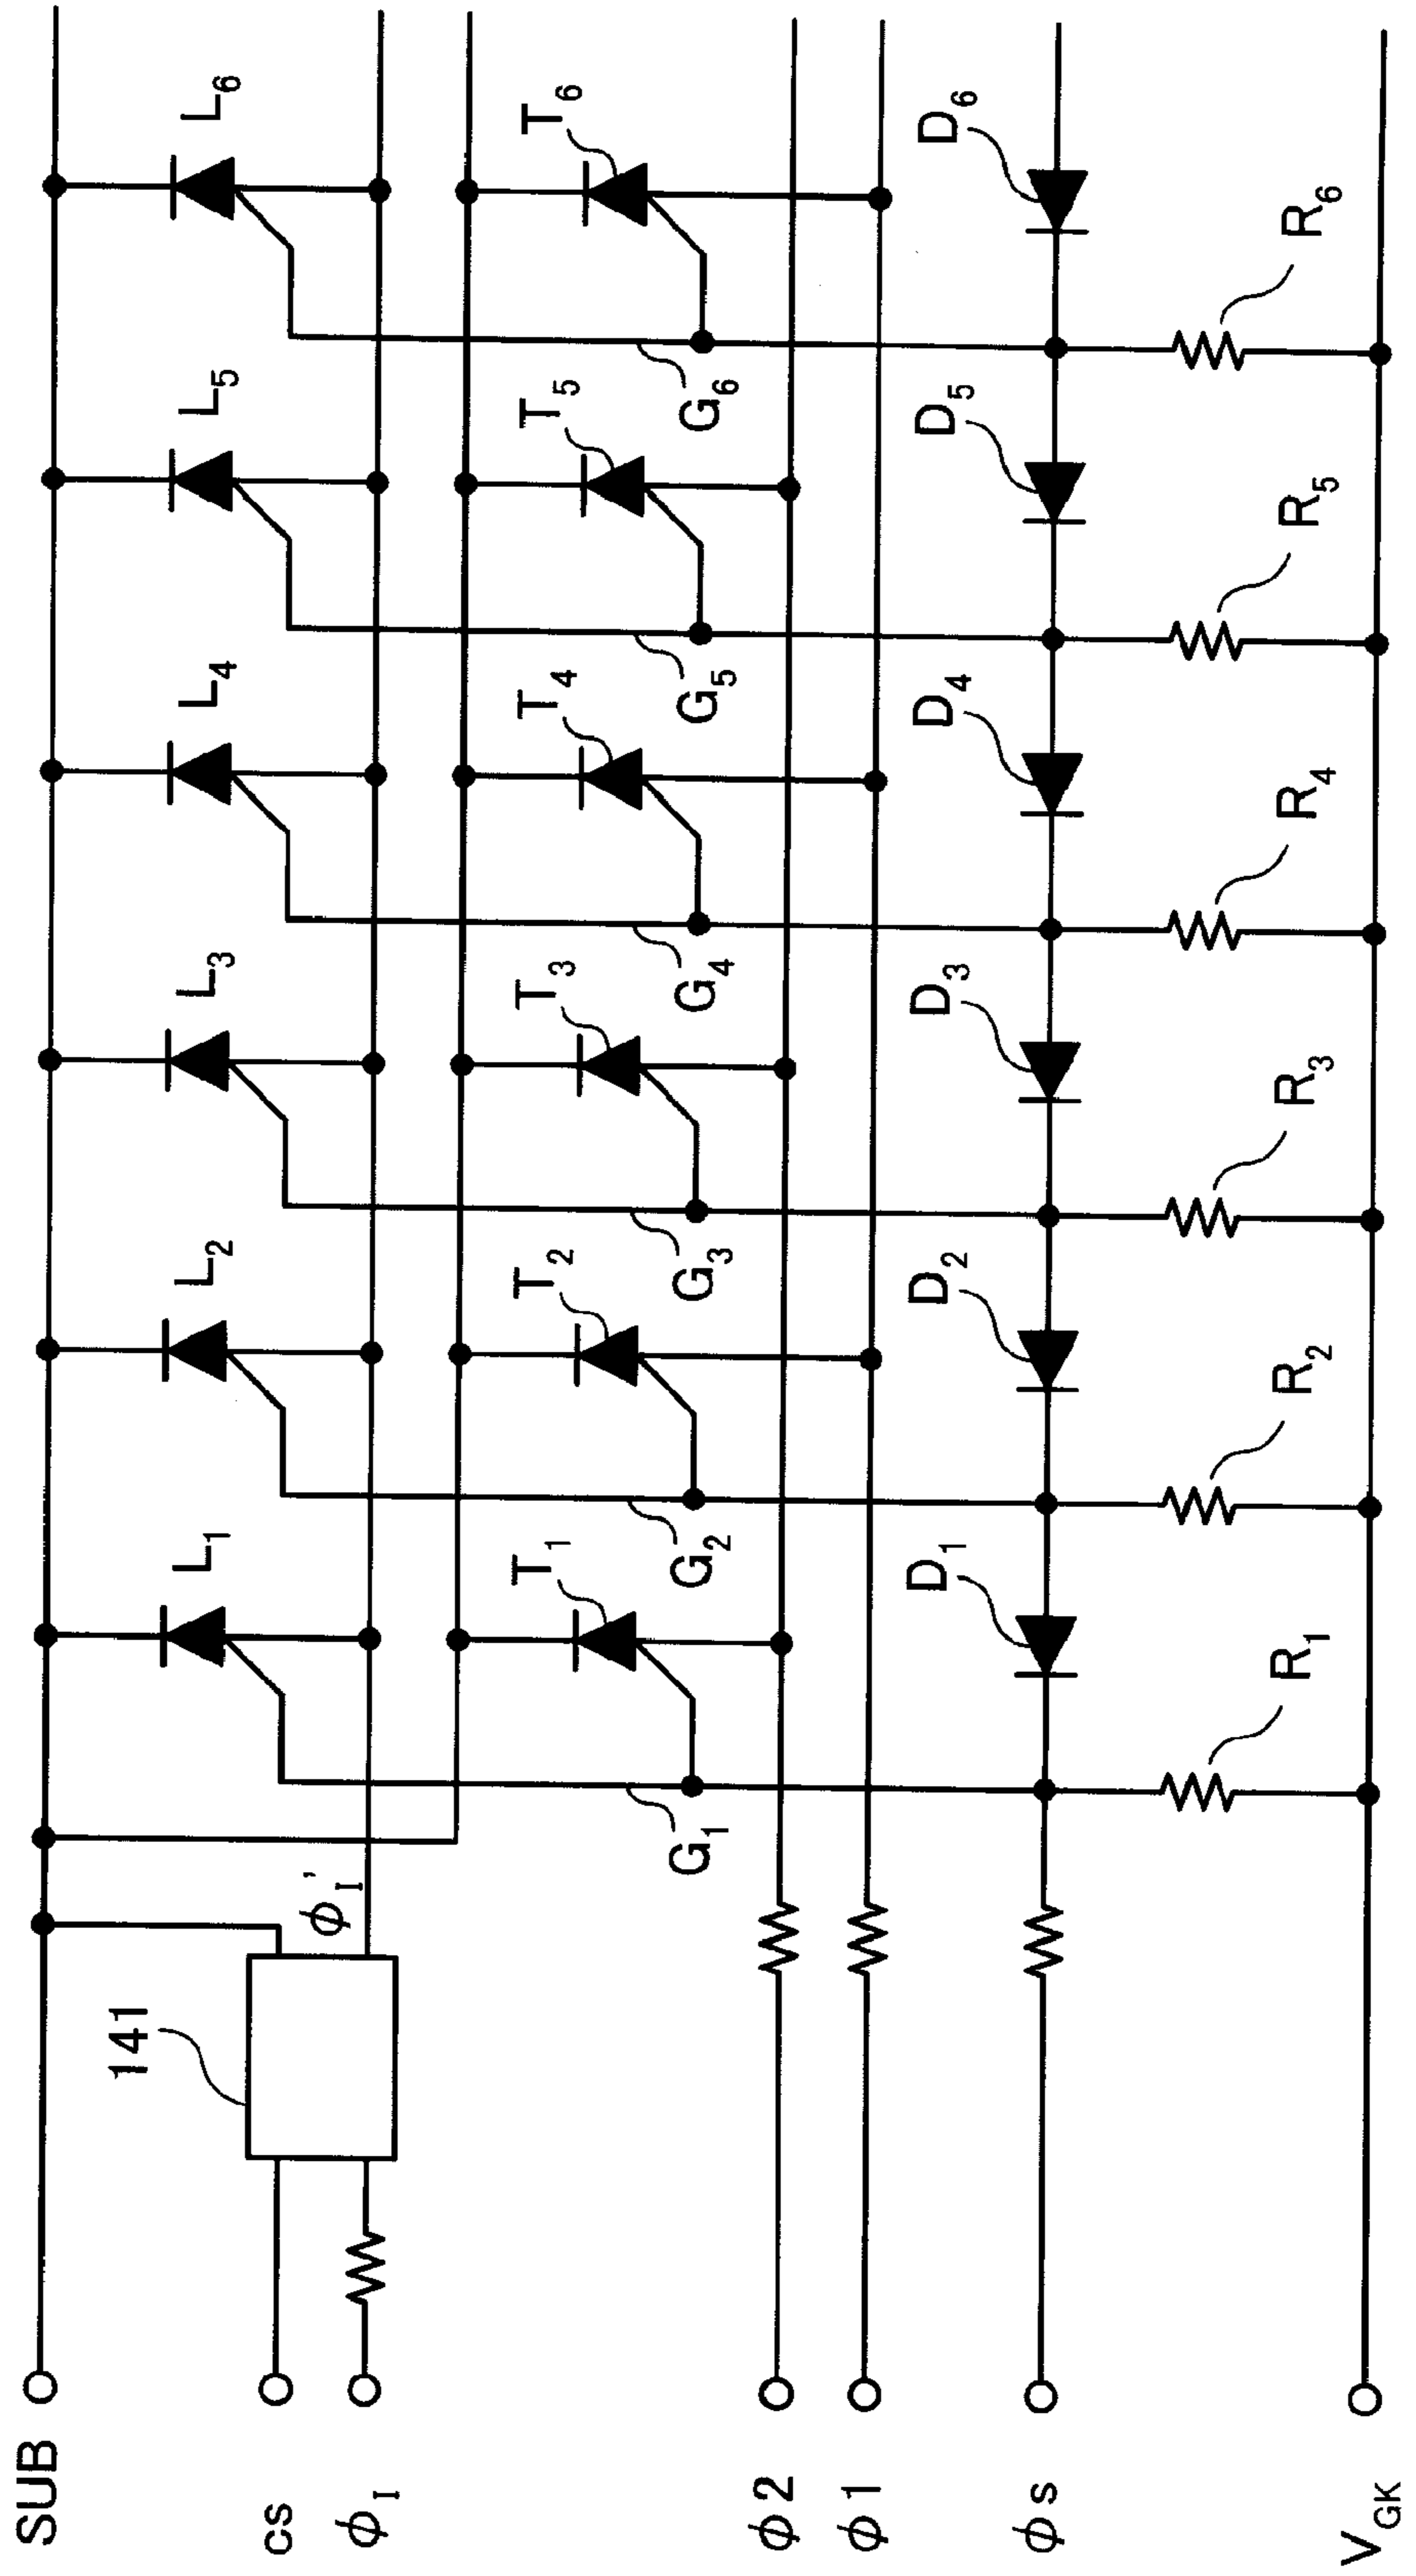 SUB
cs
ϕI
ϕ2
ϕ1
ϕs
VGK
141
ϕI'
L1
L2
L3
L4
L5
L6
T1
T2
T3
T4
T5
T6
G1
G2
G3
G4
G5
G6
D1
D2
D3
D4
D5
D6
R1
R2
R3
R4
R5
R6